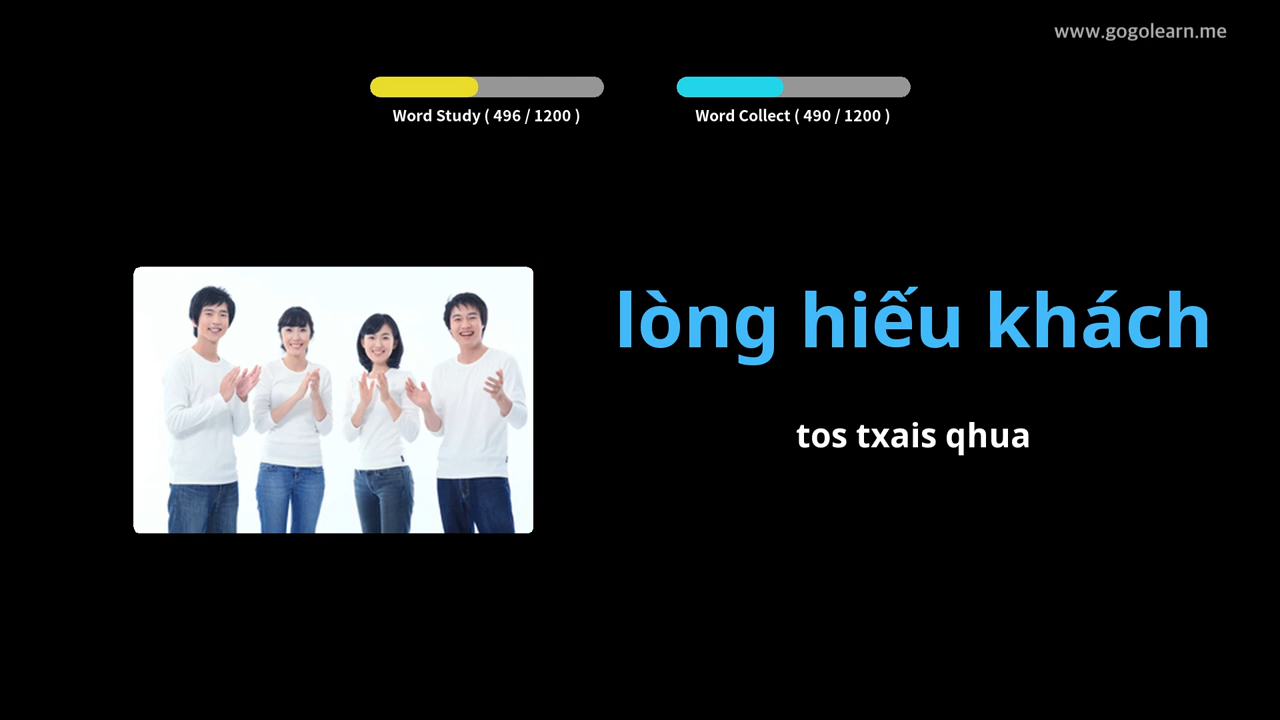 www.gogolearn.me
Word Study ( 496 / 1200 )
Word Collect ( 490 / 1200 )
lòng hiếu khách
tos txais qhua